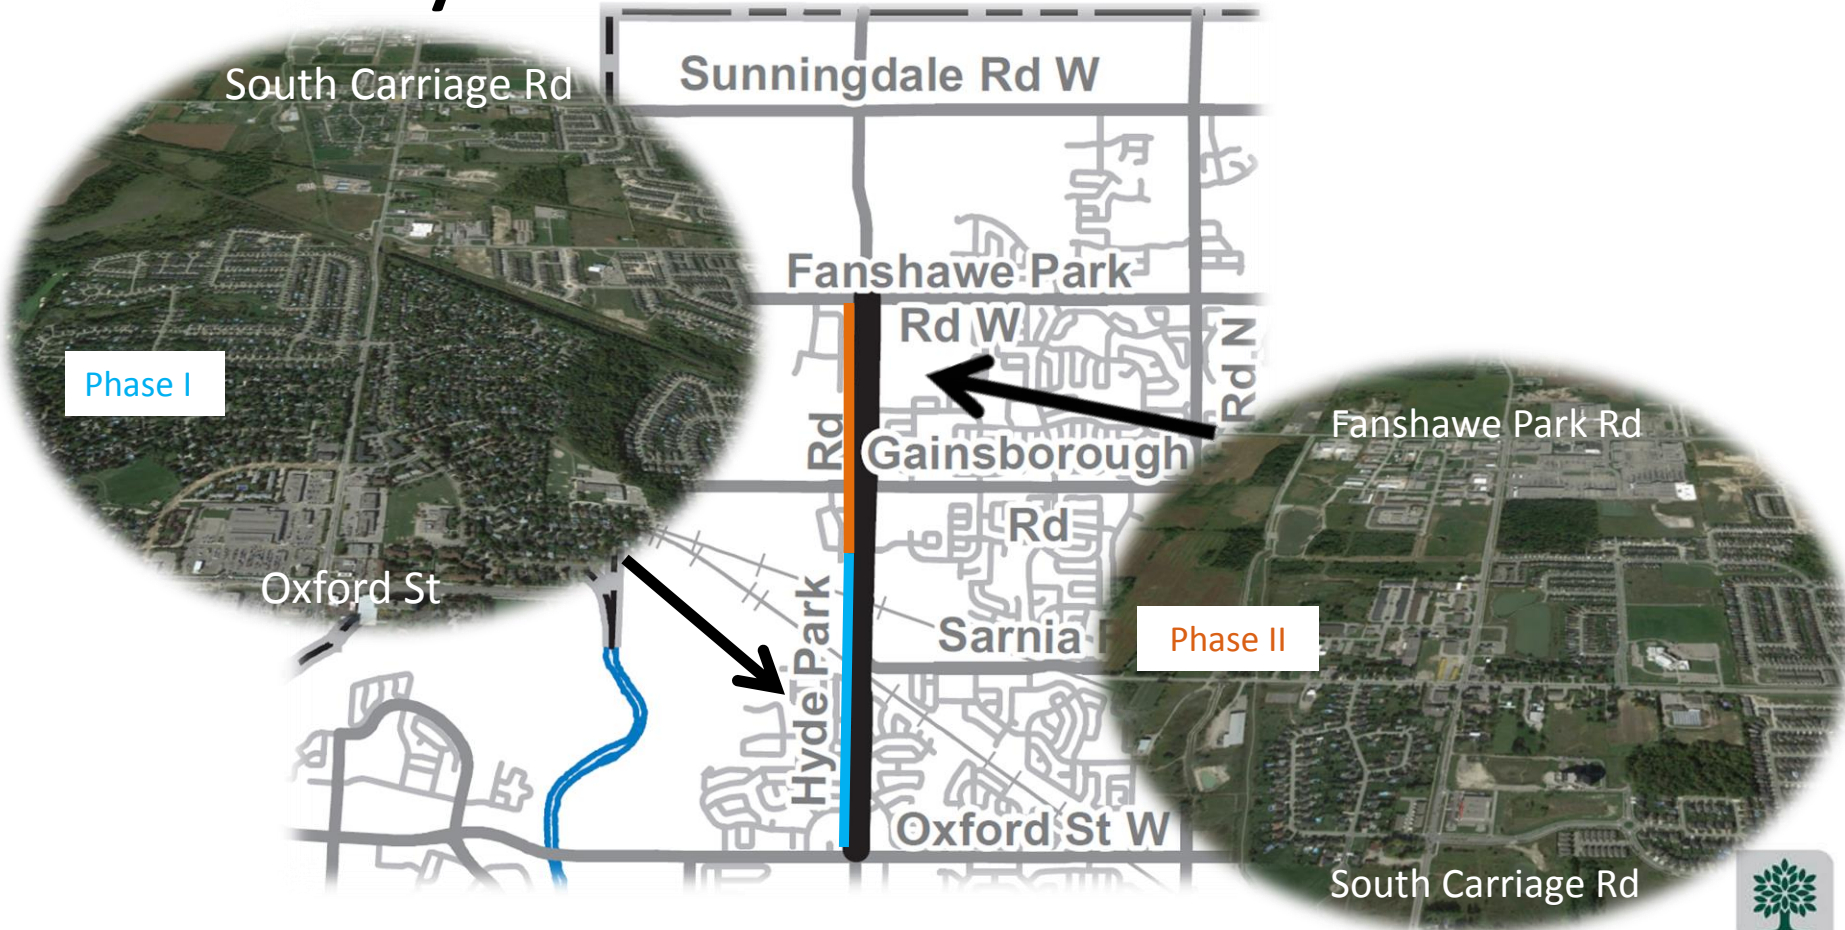 South Carriage Rd
Sunningdale Rd W
Fanshawe Park
Rd W
Rd N
Phase I
Fanshawe Park Rd
Hyde Park Rd
Gainsborough
Rd
Oxford St
Sarnia
Phase II
Oxford St W
South Carriage Rd